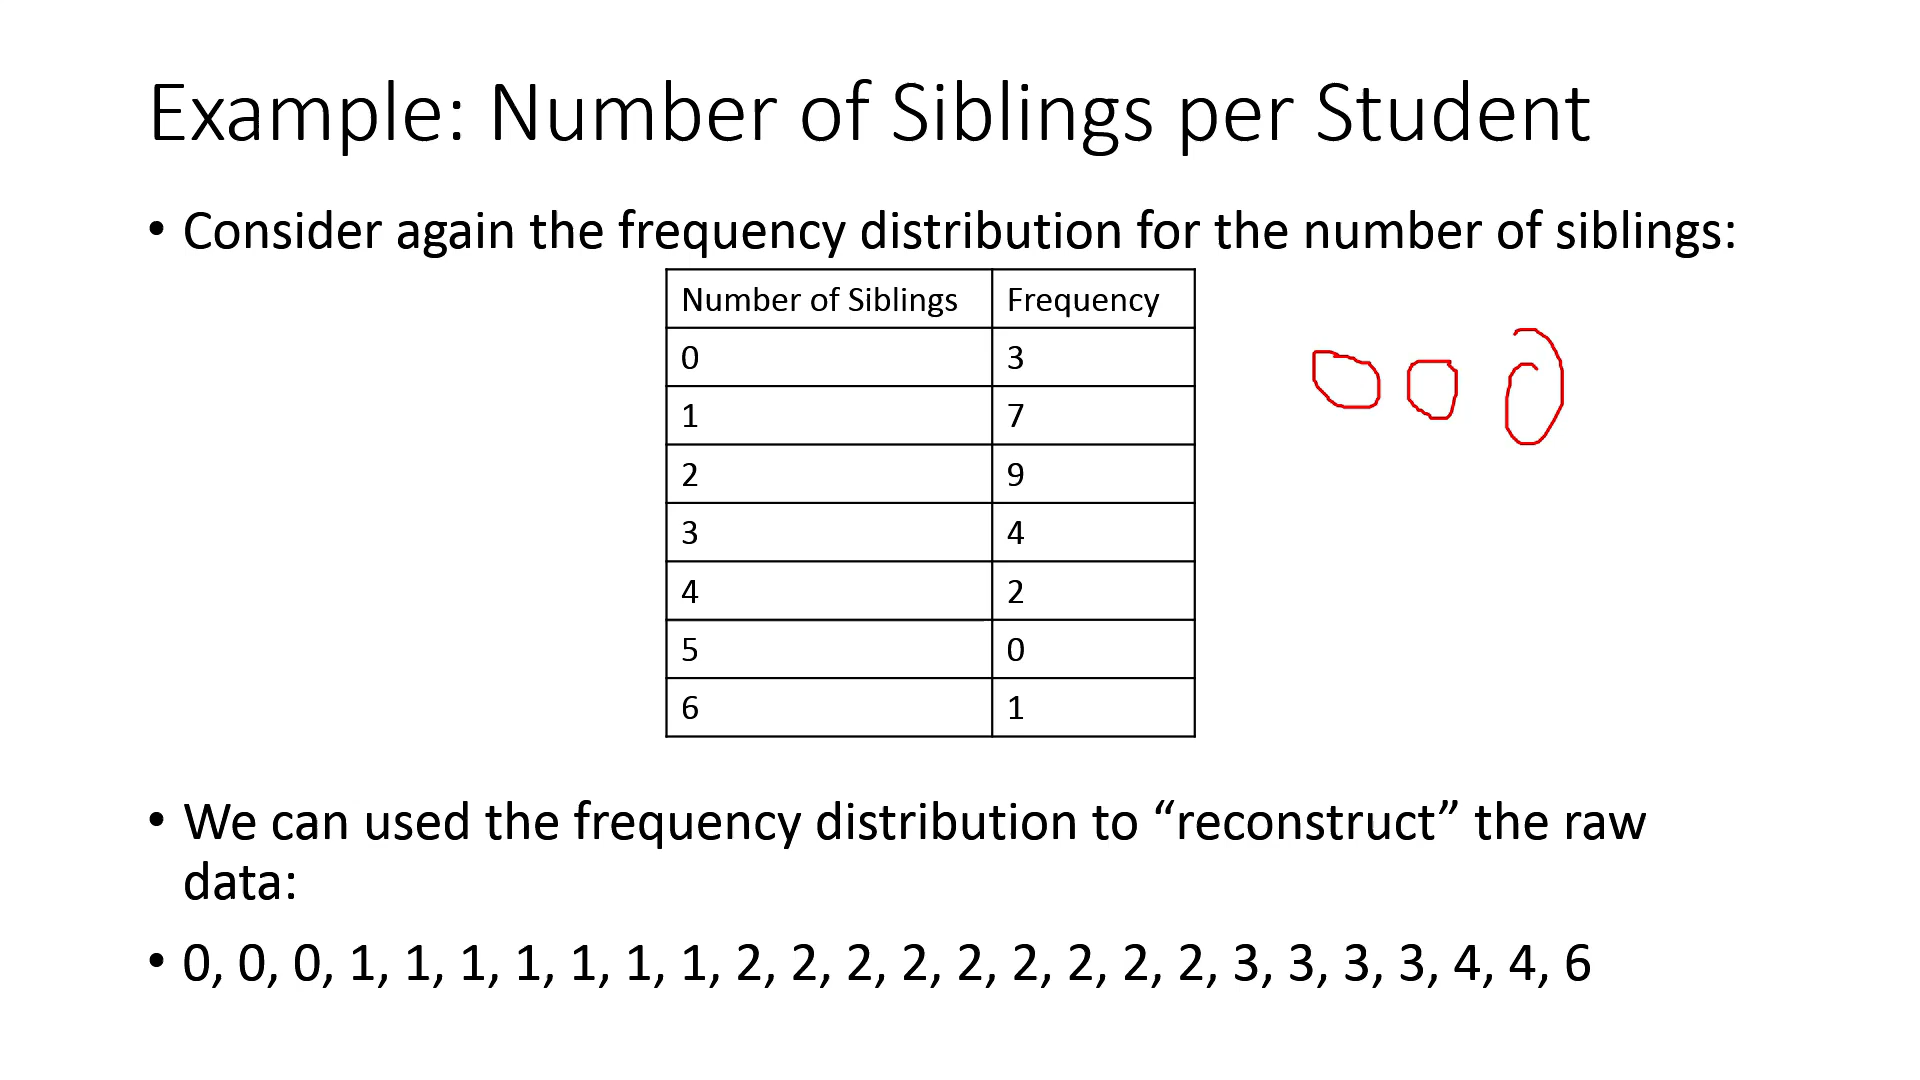 Example: Number of Siblings per Student
• Consider again the frequency distribution for the number of siblings:
Number of Siblings Frequency
0 3
1 7
2 9
3 4
4 2
5 0
6 1
0 0 0
• We can used the frequency distribution to “reconstruct” the raw
data:
• 0, 0, 0, 1, 1, 1, 1, 1, 1, 1, 2, 2, 2, 2, 2, 2, 2, 2, 2, 3, 3, 3, 3, 4, 4, 6